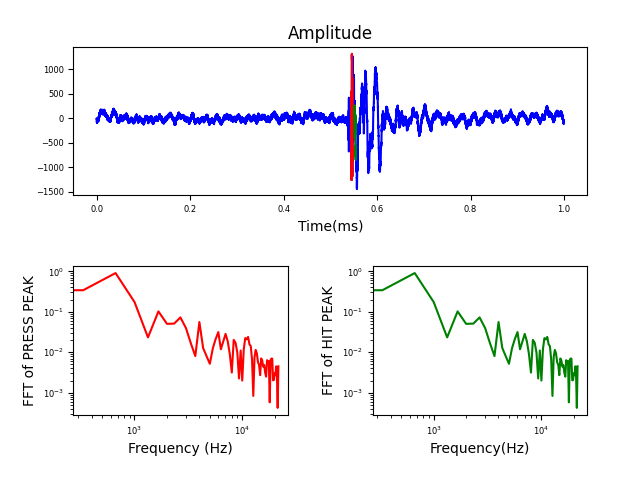 Amplitude
1000
500
0
−500
−1000
−1500
0.0 0.2 0.4 0.6 0.8 1.0
Time(ms)
FFT of PRESS PEAK
10⁰
10⁻¹
10⁻²
10⁻³
10³ 10⁴
Frequency (Hz)
FFT of HIT PEAK
10⁰
10⁻¹
10⁻²
10⁻³
10³ 10⁴
Frequency(Hz)